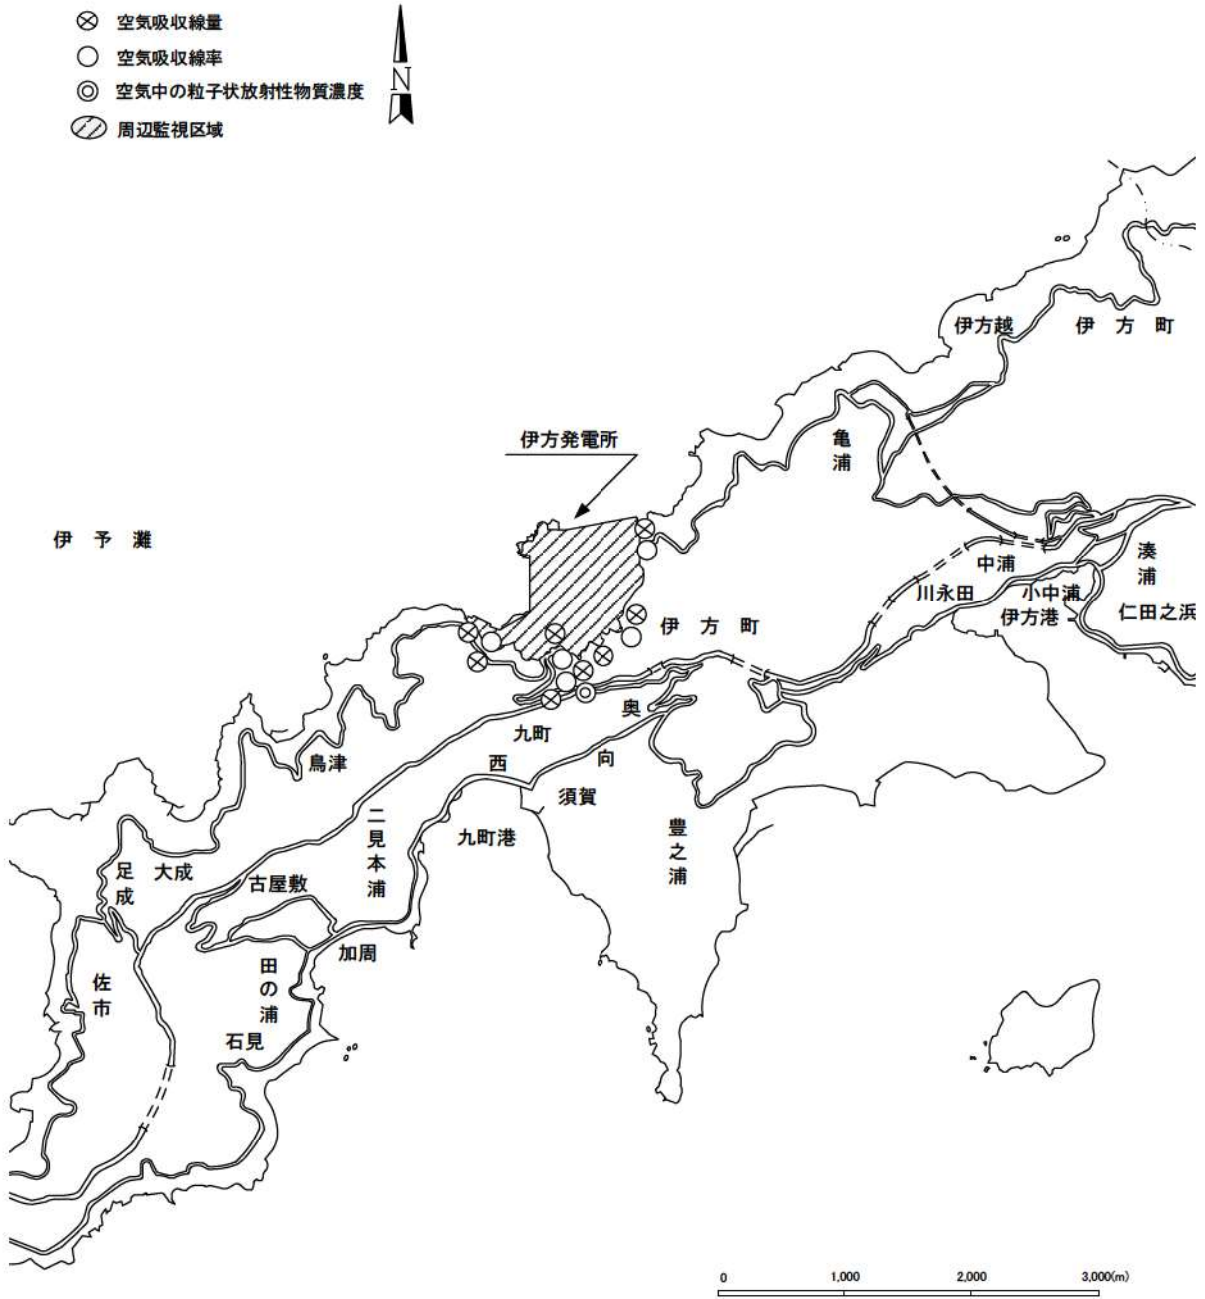 空気吸収線量
空気吸収線率
空気中の粒子状放射性物質濃度
周辺監視区域
N
伊方越
伊方町
伊方発電所
亀浦
伊予灘
湊浦
中浦
川永田
小中浦
伊方港
仁田之浜
伊方町
奥
九町
西
向
鳥津
須賀
二見本浦
九町港
豊之浦
足成
大成
古屋敷
加周
田の浦
佐市
石見
0 1,000 2,000 3,000(m)